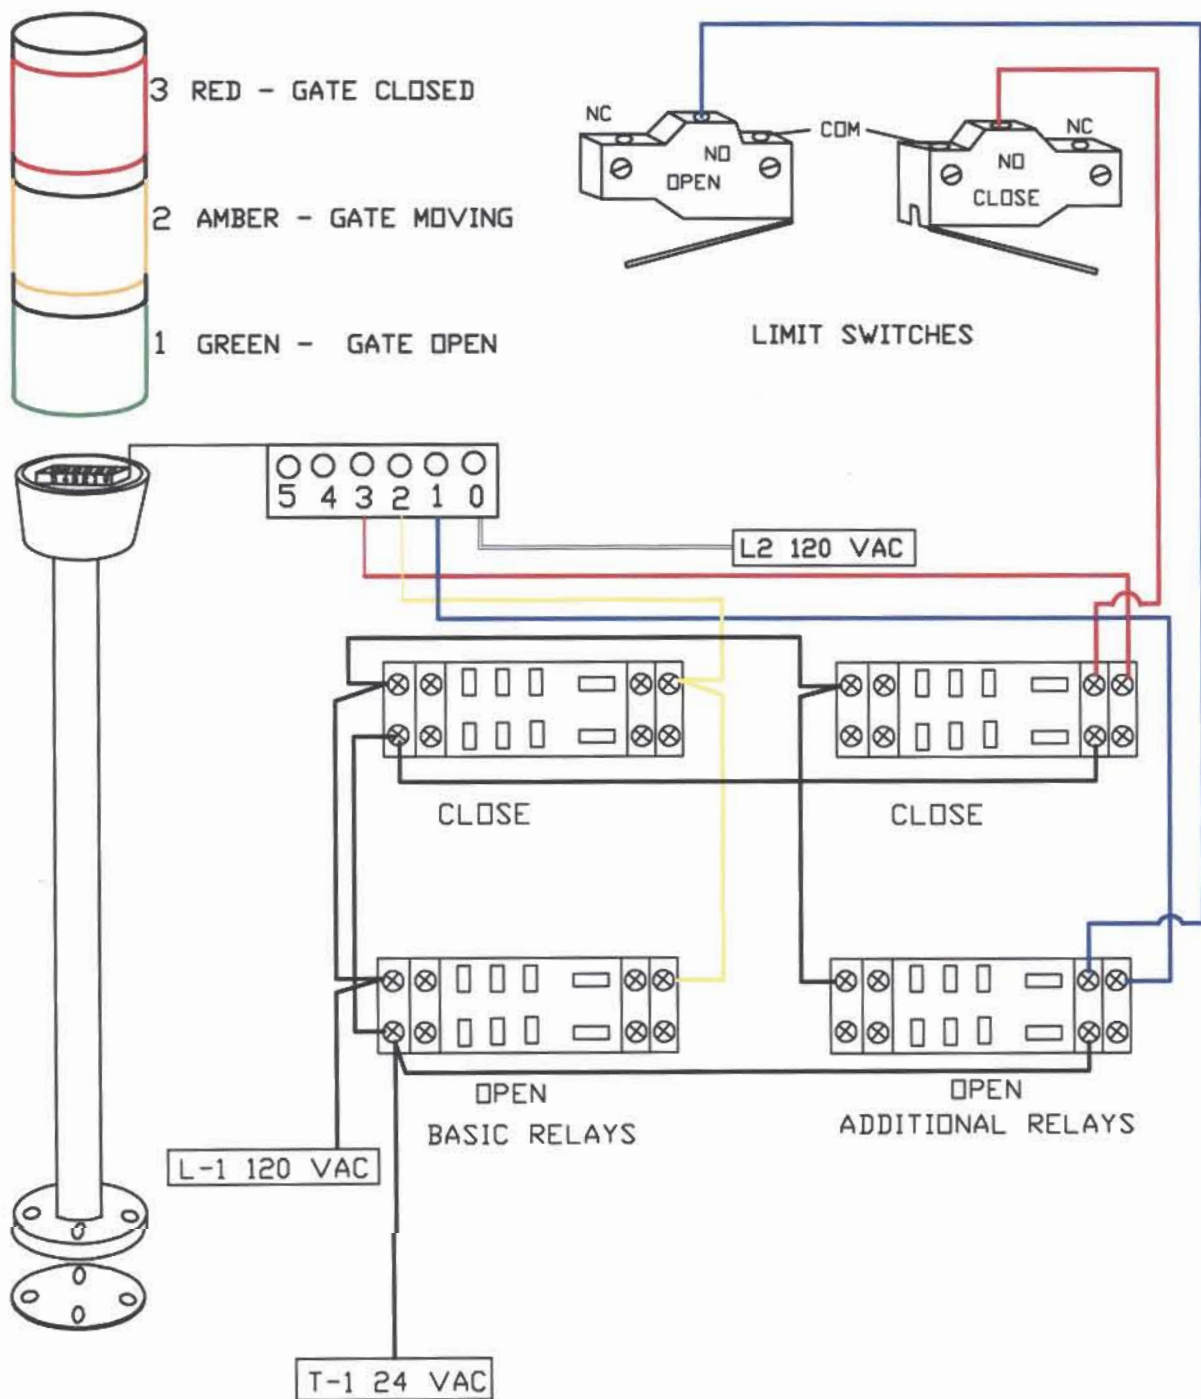 3 RED - GATE CLOSED
2 AMBER - GATE MOVING
1 GREEN - GATE OPEN
NC
NO
OPEN
COM
NC
NO
CLOSE
LIMIT SWITCHES
5 4 3 2 1 0
L2 120 VAC
CLOSE
CLOSE
OPEN
BASIC RELAYS
OPEN
ADDITIONAL RELAYS
L-1 120 VAC
T-1 24 VAC